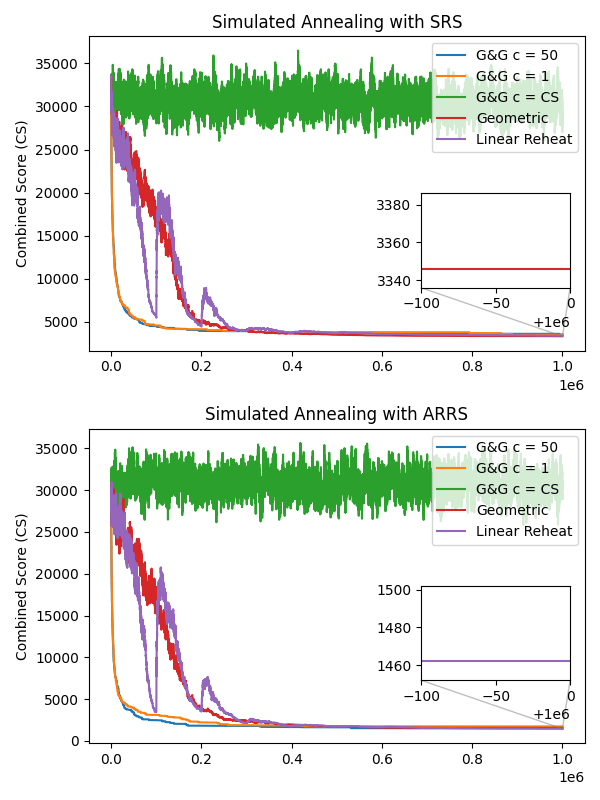 Simulated Annealing with SRS
Combined Score (CS)
35000
30000
25000
20000
15000
10000
5000
G&G c = 50
G&G c = 1
G&G c = CS
Geometric
Linear Reheat
3380
3360
3340
−100
−50
0
+1e6
0.0
0.2
0.4
0.6
0.8
1.0
1e6
Simulated Annealing with ARRS
Combined Score (CS)
35000
30000
25000
20000
15000
10000
5000
0
G&G c = 50
G&G c = 1
G&G c = CS
Geometric
Linear Reheat
1500
1480
1460
−100
−50
0
+1e6
0.0
0.2
0.4
0.6
0.8
1.0
1e6